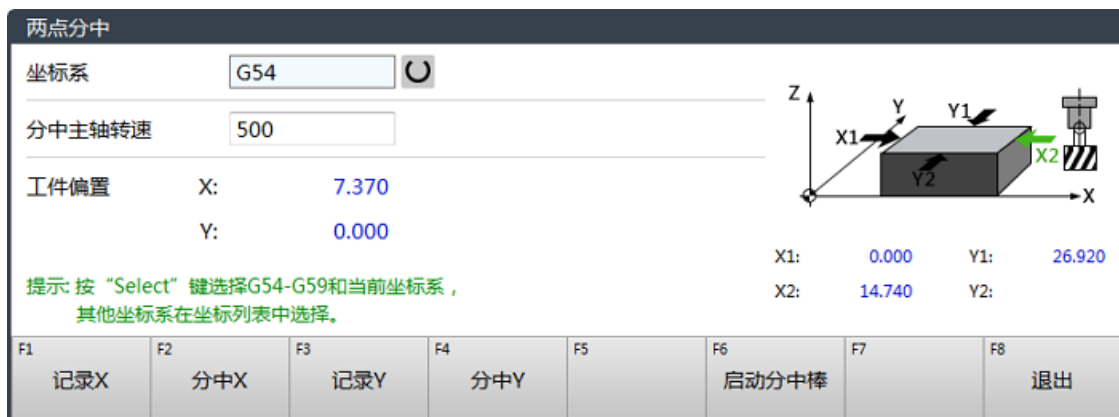 两点分中
坐标系 G54
分中主轴转速 500
工件偏置 X: 7.370
Y: 0.000
提示: 按“Select”键选择G54-G59和当前坐标系，
其他坐标系在坐标列表中选择。
Z Y Y1
X1 X2
Y2
X
X1: 0.000 Y1: 26.920
X2: 14.740 Y2:
F1 F2 F3 F4 F5 F6 F7 F8
记录X 分中X 记录Y 分中Y 启动分中棒 退出